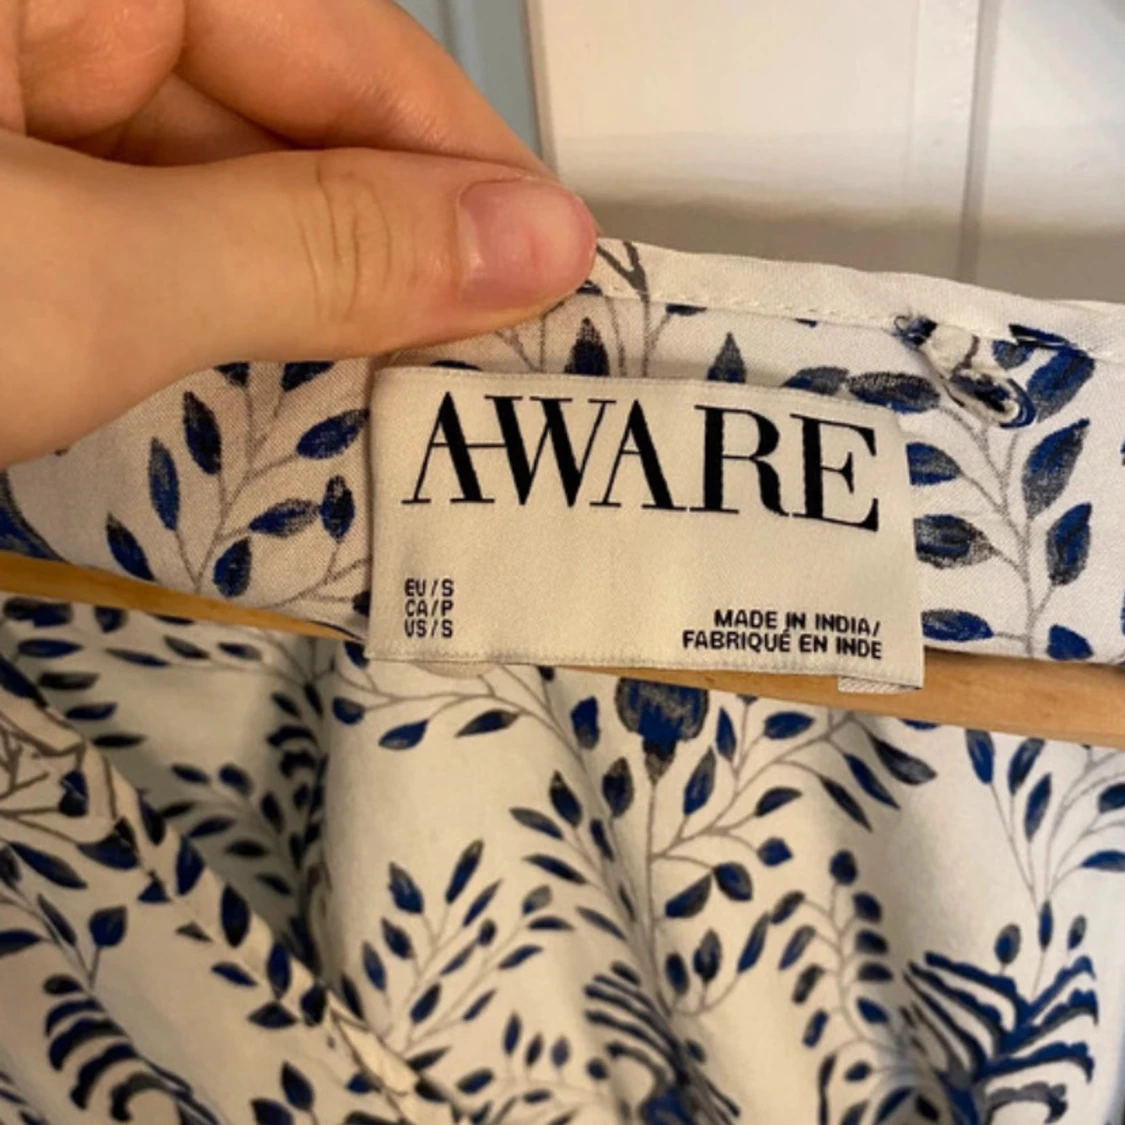 AWARE
EU/S
CA/P
US/S
MADE IN INDIA/
FABRIQUÉ EN INDE